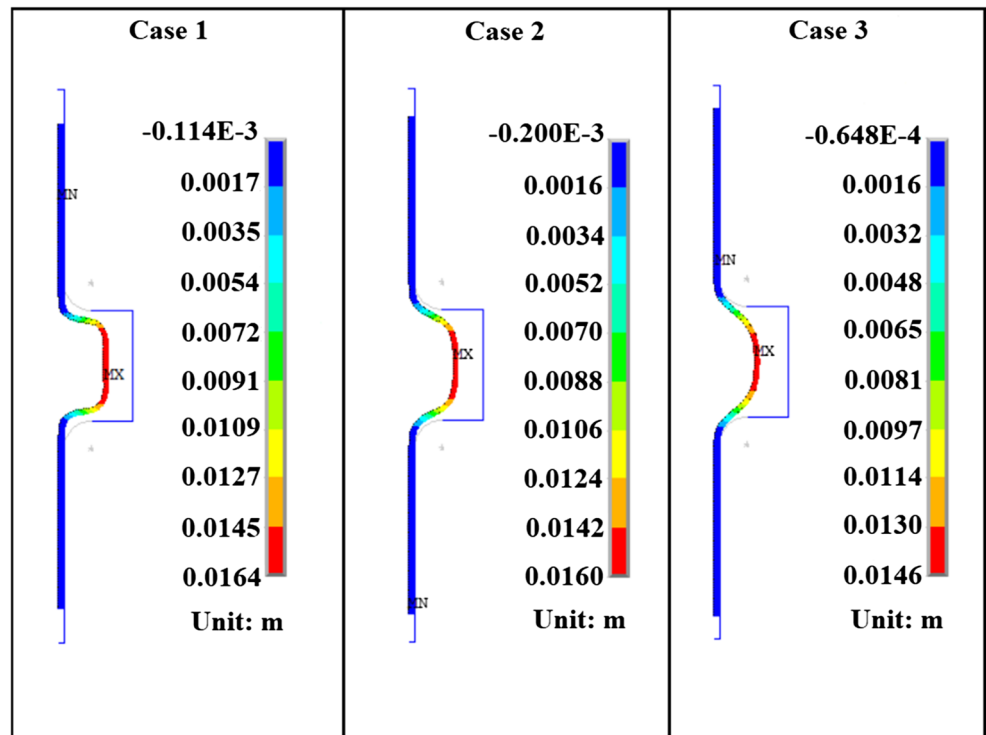 Case 1
-0.114E-3
0.0017
MN
0.0035
0.0054
0.0072
0.0091
MX
0.0109
0.0127
0.0145
0.0164
Unit: m
Case 2
-0.200E-3
0.0016
0.0034
0.0052
0.0070
MX
0.0088
0.0106
0.0124
0.0142
0.0160
MN
Unit: m
Case 3
-0.648E-4
0.0016
0.0032
MN
0.0048
0.0065
MX
0.0081
0.0097
0.0114
0.0130
0.0146
Unit: m